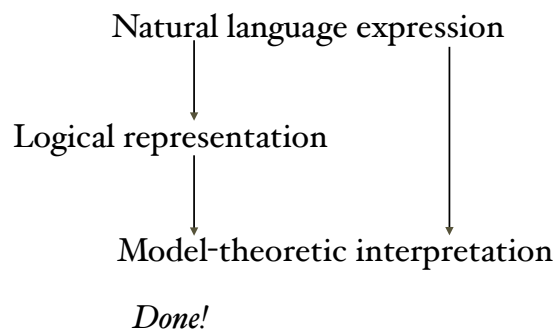 Natural language expression
Logical representation
Model-theoretic interpretation
Done!